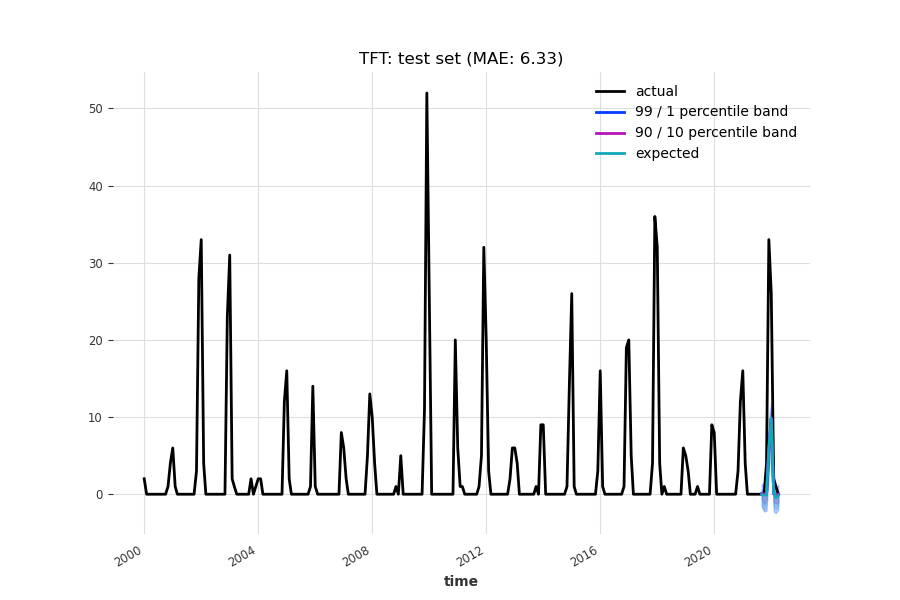 TFT: test set (MAE: 6.33)
actual
99 / 1 percentile band
90 / 10 percentile band
expected
50
40
30
20
10
0
2000
2004
2008
2012
2016
2020
time